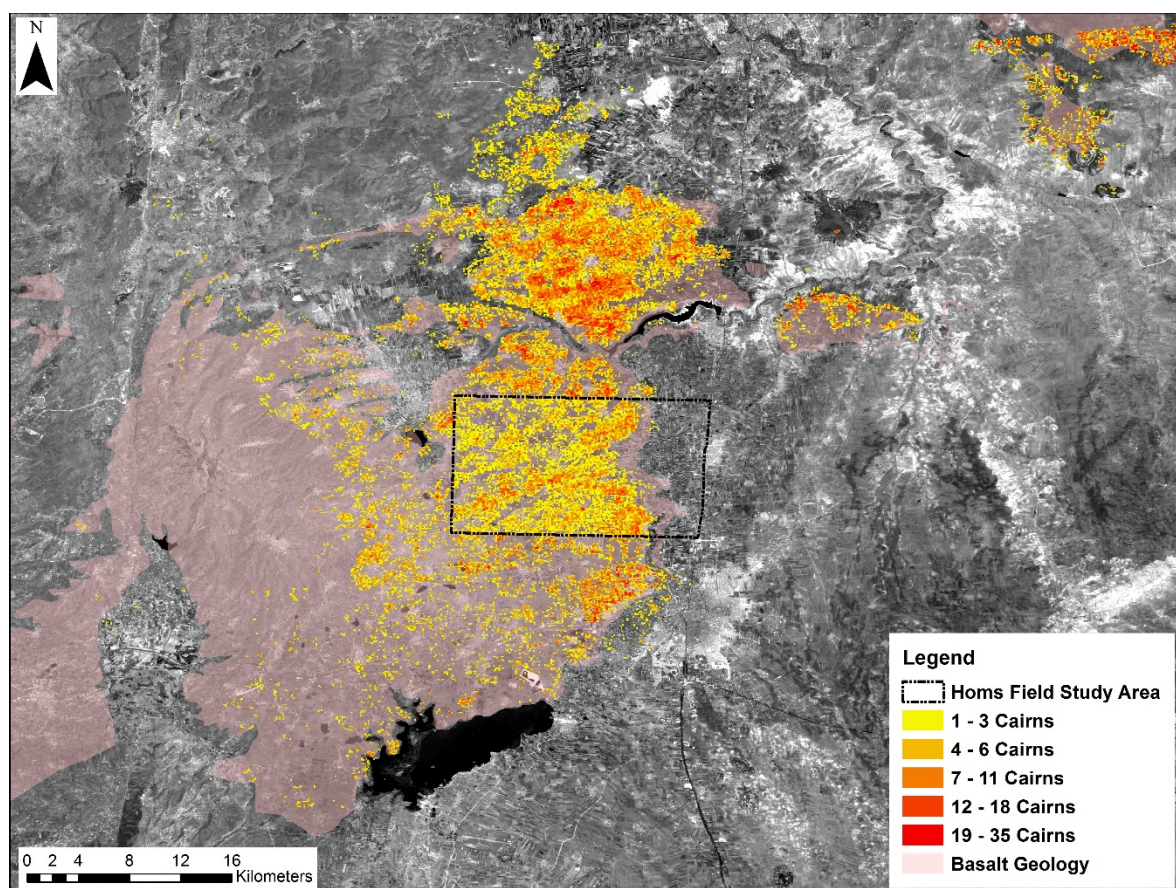 N
Legend
Homs Field Study Area
1 - 3 Cairns
4 - 6 Cairns
7 - 11 Cairns
12 - 18 Cairns
19 - 35 Cairns
Basalt Geology
0 2 4 8 12 16
Kilometers